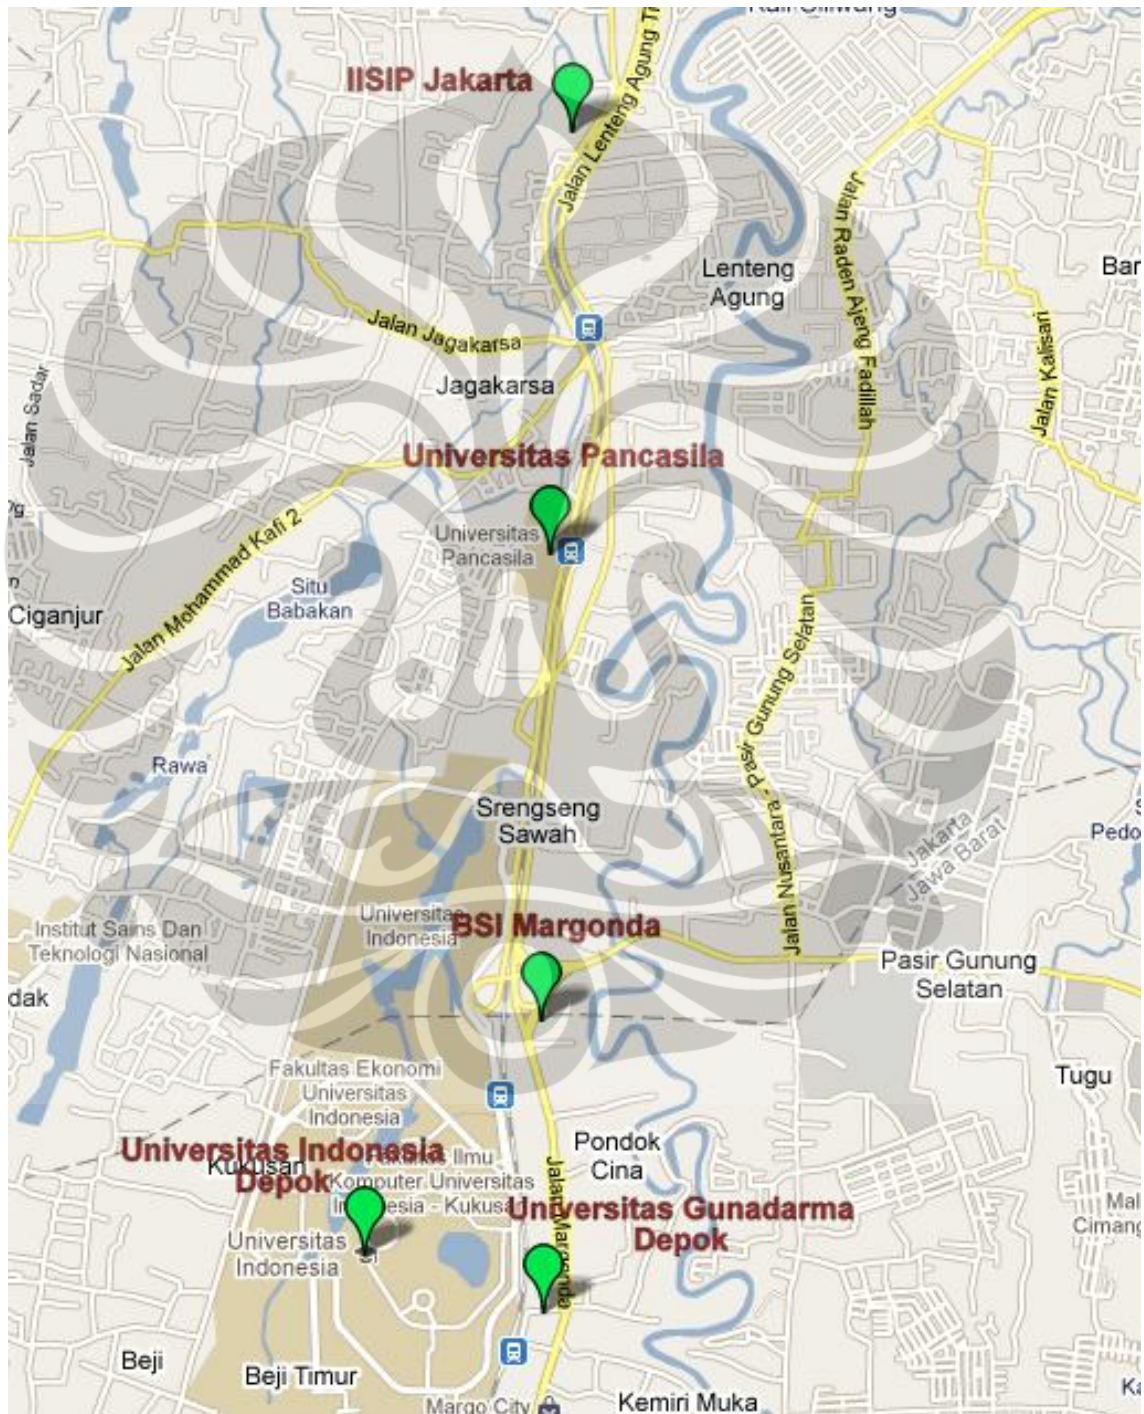 IISIP Jakarta
Jalan Lenteng Agung
Lenteng
Agung
Jalan Raden Ajeng Fadillah
Jalan Kalisari
Jalan Jagakarsa
Jagakarsa
Jalan Sadar
Universitas Pancasila
Universitas
Pancasila
Jalan Mohammad Kafi 2
Situ
Babakan
Ciganjur
Jalan Nusantara - Pasir Gunung Selatan
Rawa
Srengseng
Sawah
Jakarta
Jawa Barat
Institut Sains Dan
Teknologi Nasional
Universitas
Indonesia
BSI Margonda
Pasir Gunung
Selatan
Fakultas Ekonomi
Universitas
Indonesia
Tugu
Pondok
Cina
Universitas Indonesia
Depok
Kukusan
Ilmu
Komputer Universitas
Jalan Margonda
Universitas Gunadarma
Depok
Universitas
Indonesia
Beji
Beji Timur
Margo City
Kemiri Muka